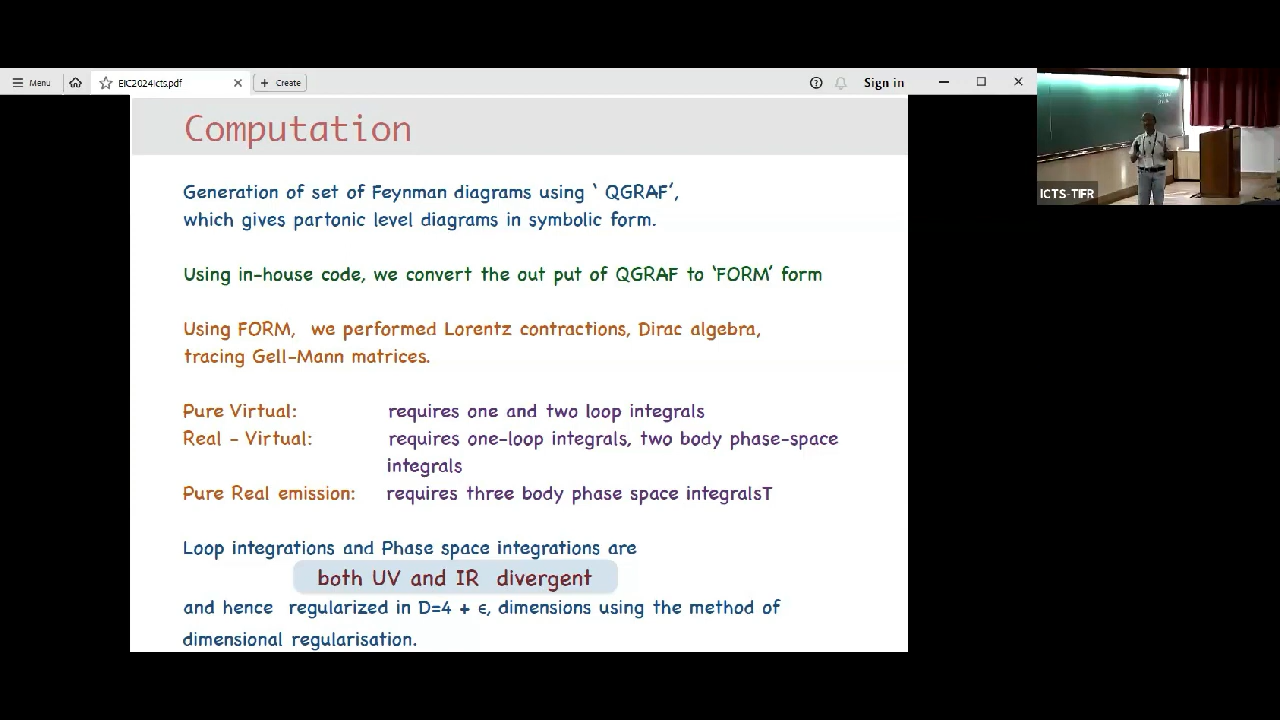 Menu
EIC2024Icts.pdf
+ Create
Sign in
ICTS-TIFR
Computation
Generation of set of Feynman diagrams using ‘ QGRAF’,
which gives partonic level diagrams in symbolic form.
Using in-house code, we convert the out put of QGRAF to ‘FORM’ form
Using FORM, we performed Lorentz contractions, Dirac algebra,
tracing Gell-Mann matrices.
Pure Virtual: requires one and two loop integrals
Real - Virtual: requires one-loop integrals, two body phase-space
integrals
Pure Real emission: requires three body phase space integralsT
Loop integrations and Phase space integrations are
both UV and IR divergent
and hence regularized in D=4 + ϵ, dimensions using the method of
dimensional regularisation.